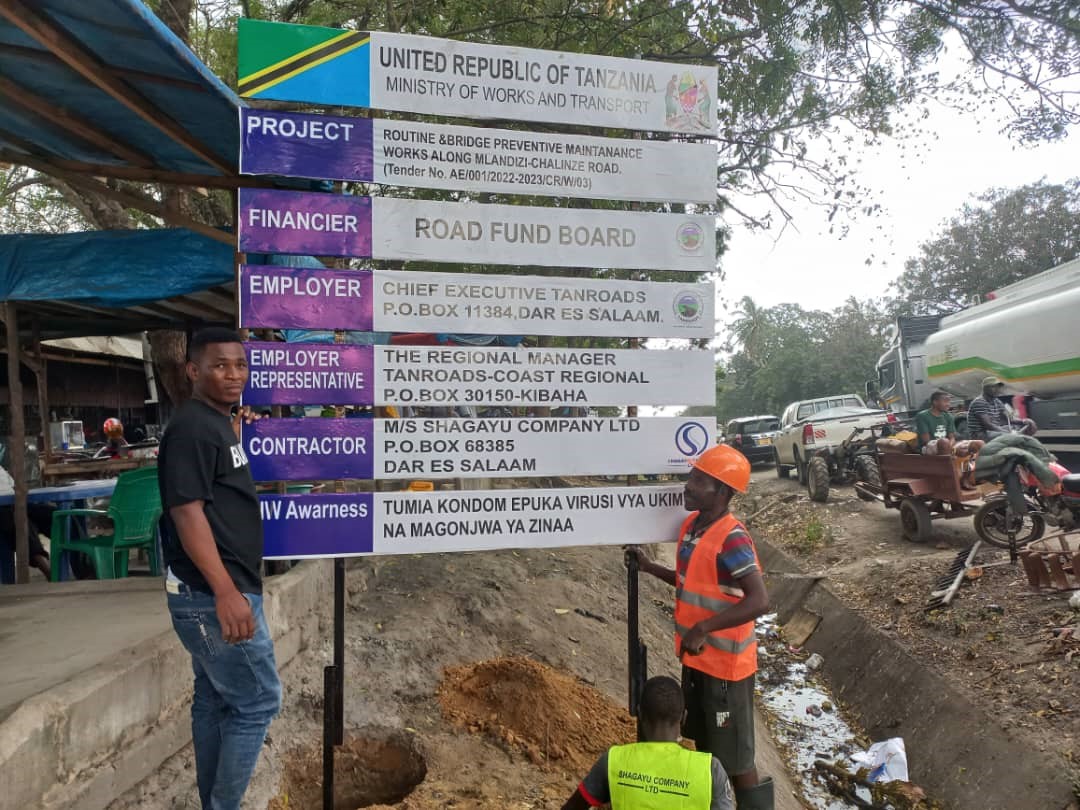 UNITED REPUBLIC OF TANZANIA
MINISTRY OF WORKS AND TRANSPORT
PROJECT
ROUTINE &BRIDGE PREVENTIVE MAINTANANCE
WORKS ALONG MLANDIZI-CHALINZE ROAD.
(Tender No. AE/001/2022-2023/CR/W/03)
FINANCIER
ROAD FUND BOARD
EMPLOYER
CHIEF EXECUTIVE TANROADS
P.O.BOX 11384,DAR ES SALAAM.
EMPLOYER
REPRESENTATIVE
THE REGIONAL MANAGER
TANROADS-COAST REGIONAL
P.O.BOX 30150-KIBAHA
CONTRACTOR
M/S SHAGAYU COMPANY LTD
P.O.BOX 68385
DAR ES SALAAM
IV Awarness
TUMIA KONDOM EPUKA VIRUSI VYA UKIM
NA MAGONJWA YA ZINAA
SHAGAYU COMPANY
LTD